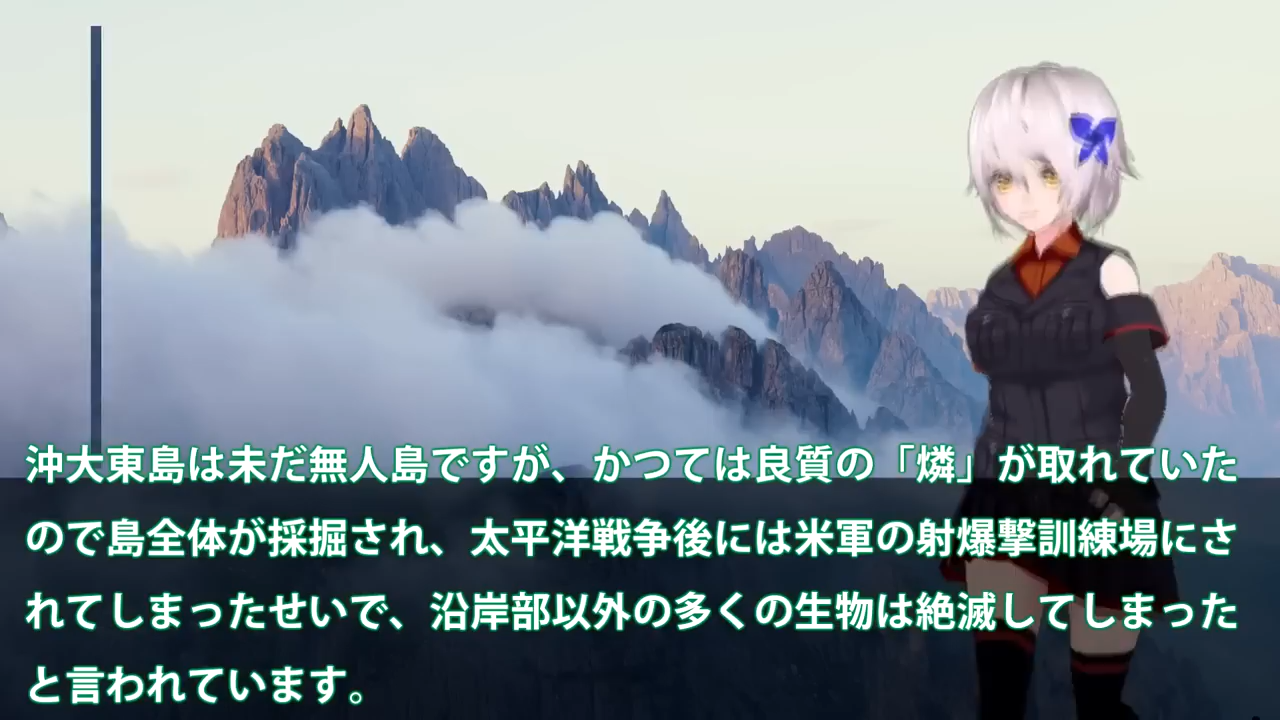 沖大東島は未だ無人島ですが、かつては良質の「燐」が取れていた
ので島全体が採掘され、太平洋戦争後には米軍の射爆撃訓練場にさ
れてしまったせいで、沿岸部以外の多くの生物は絶滅してしまった
と言われています。